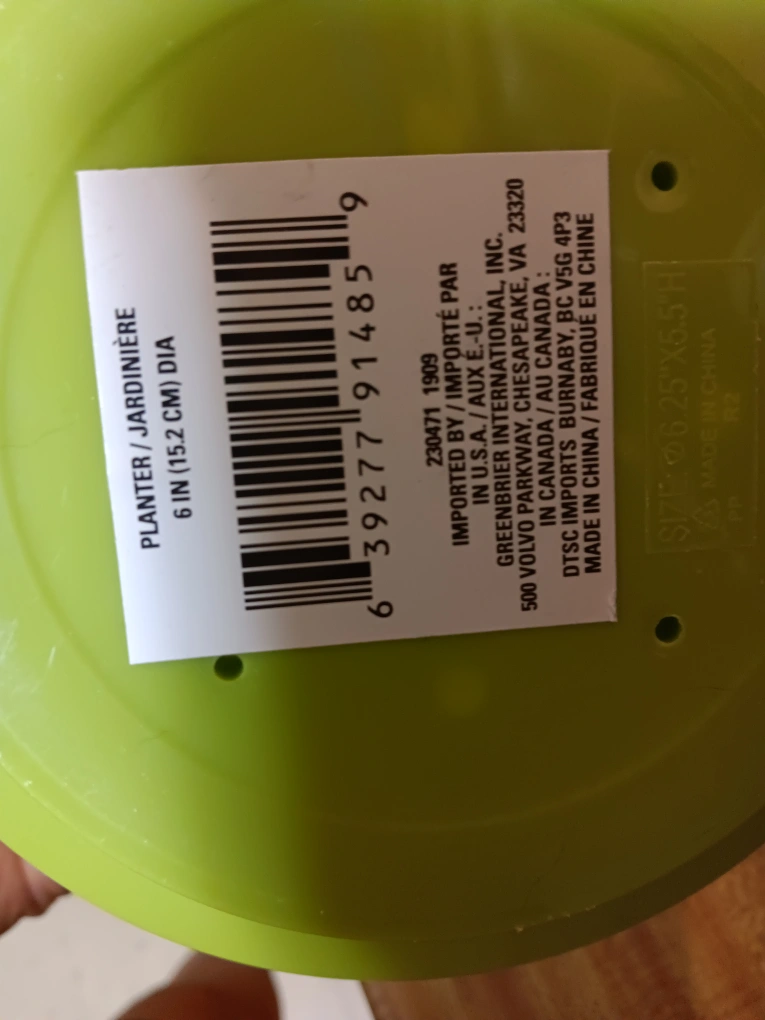 PLANTER / JARDINIÈRE
6 IN (15.2 CM) DIA
6 39277 91485 9
230471 1909
IMPORTED BY / IMPORTÉ PAR
IN U.S.A. / AUX É.-U. :
GREENBRIER INTERNATIONAL, INC.
500 VOLVO PARKWAY, CHESAPEAKE, VA 23320
IN CANADA / AU CANADA :
DTSC IMPORTS BURNABY, BC V5G 4P3
MADE IN CHINA / FABRIQUÉ EN CHINE
SIZE: Ø6.25"X5.5"H
MADE IN CHINA
PP R2